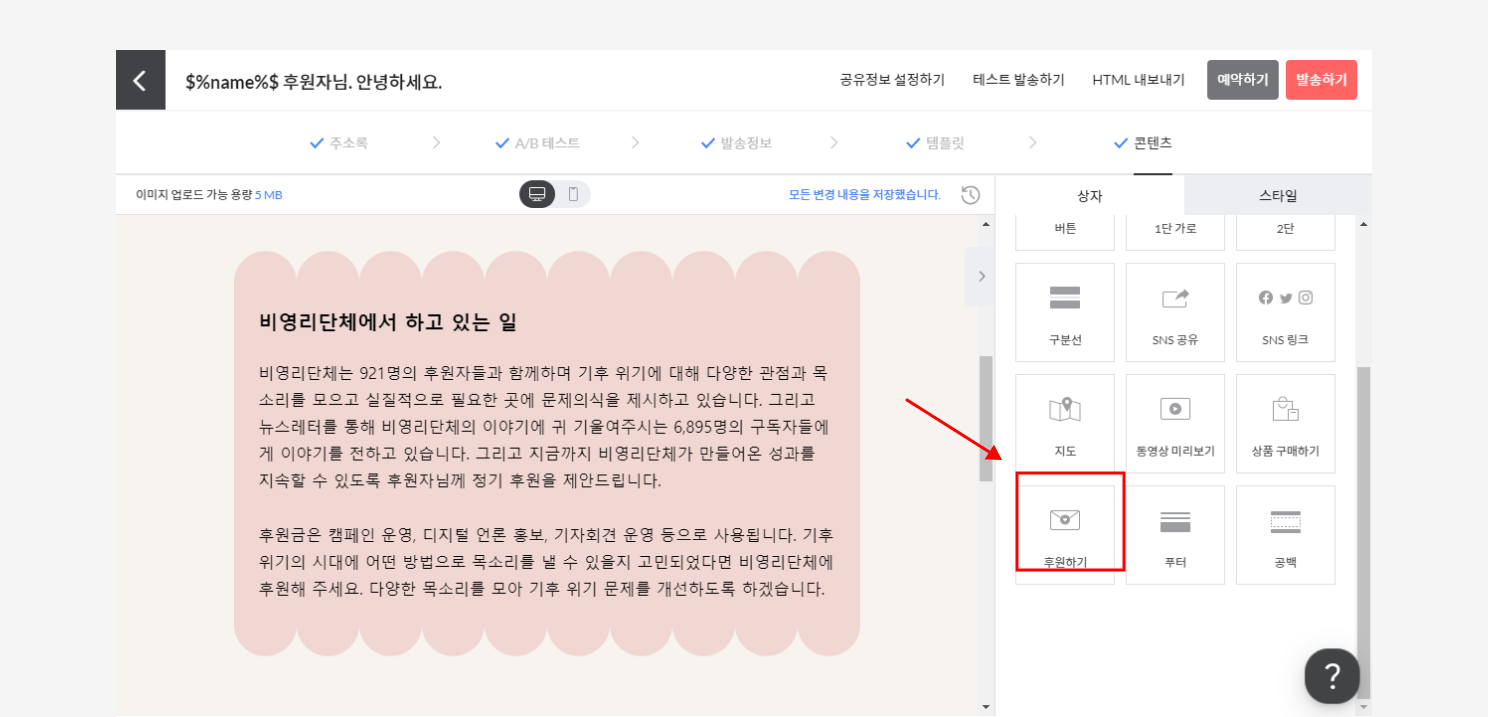 $%name%$ 후원자님. 안녕하세요.
공유정보 설정하기 테스트 발송하기 HTML 내보내기 예약하기 발송하기
주소록 A/B 테스트 발송정보 템플릿 콘텐츠
이미지 업로드 가능 용량 5 MB
모든 변경 내용을 저장했습니다.
상자 스타일
비영리단체에서 하고 있는 일
비영리단체는 921명의 후원자들과 함께하며 기후 위기에 대해 다양한 관점과 목
소리를 모으고 실질적으로 필요한 곳에 문제의식을 제시하고 있습니다. 그리고
뉴스레터를 통해 비영리단체의 이야기에 귀 기울여주시는 6,895명의 구독자들에
게 이야기를 전하고 있습니다. 그리고 지금까지 비영리단체가 만들어온 성과를
지속할 수 있도록 후원자님께 정기 후원을 제안드립니다.
후원금은 캠페인 운영, 디지털 언론 홍보, 기자회견 운영 등으로 사용됩니다. 기후
위기의 시대에 어떤 방법으로 목소리를 낼 수 있을지 고민되었다면 비영리단체에
후원해 주세요. 다양한 목소리를 모아 기후 위기 문제를 개선하도록 하겠습니다.
버튼 1단 가로 2단
구분선 SNS 공유 SNS 링크
지도 동영상 미리보기 상품 구매하기
후원하기 푸터 공백
?